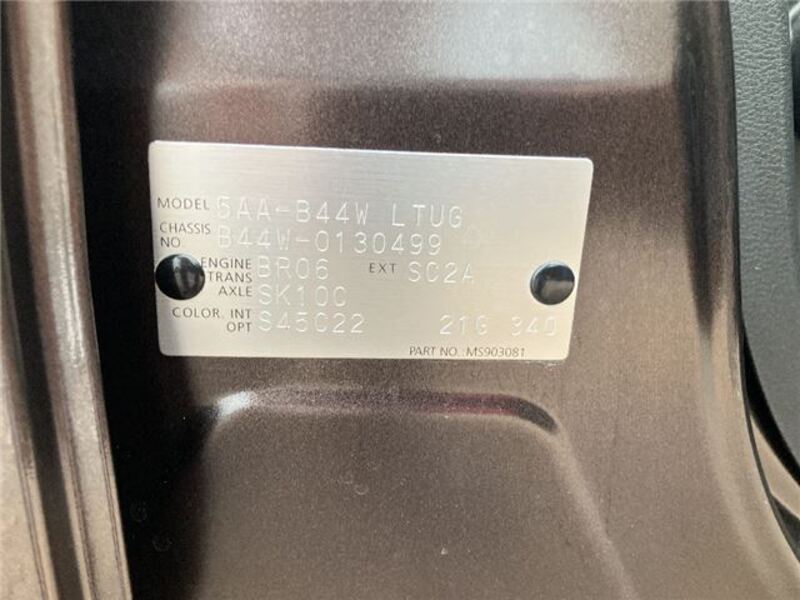 MODEL 5AA-B44W LTUG
CHASSIS NO. B44W-0130499
ENGINE BR06 EXT SC2A
TRANS AXLE SK10C
COLOR. INT OPT S45C22 21G 340
PART NO.: MS903081